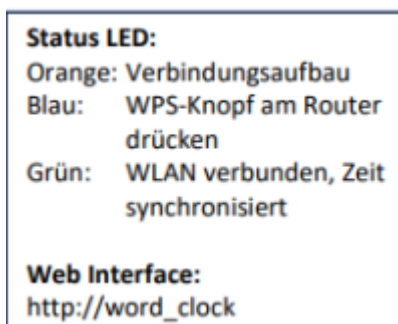 Status LED:
Orange: Verbindungsaufbau
Blau: WPS-Knopf am Router
drücken
Grün: WLAN verbunden, Zeit
synchronisiert
Web Interface:
http://word_clock